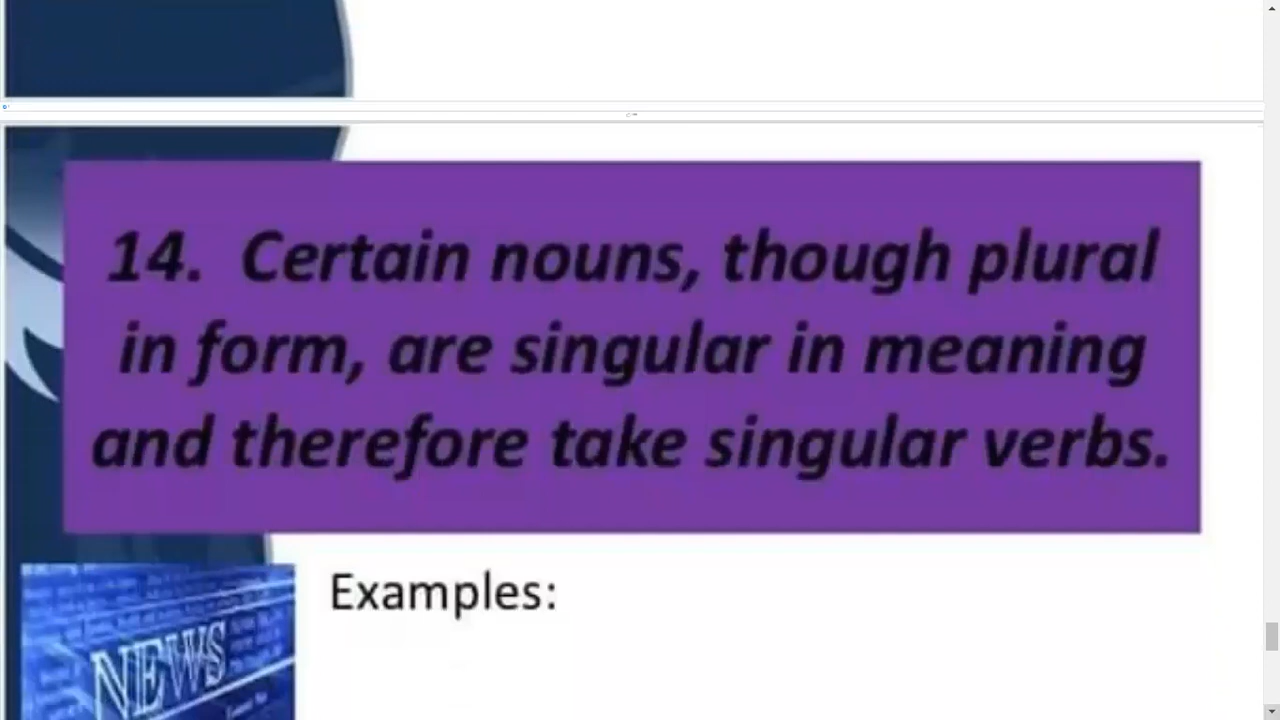 14. Certain nouns, though plural
in form, are singular in meaning
and therefore take singular verbs.
Examples:
NEWS